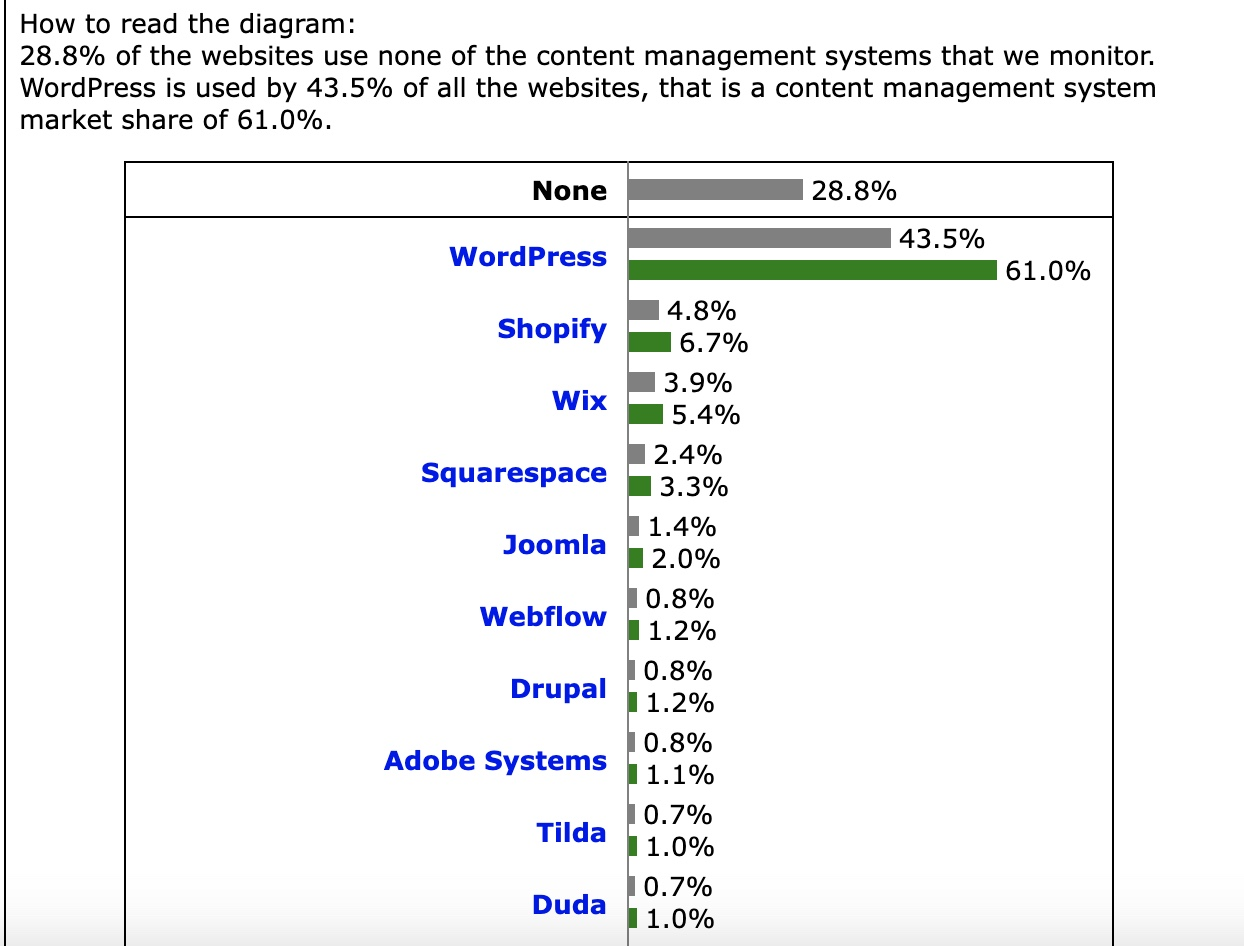 How to read the diagram:
28.8% of the websites use none of the content management systems that we monitor.
WordPress is used by 43.5% of all the websites, that is a content management system
market share of 61.0%.
None 28.8%
WordPress 43.5%
61.0%
Shopify 4.8%
6.7%
Wix 3.9%
5.4%
Squarespace 2.4%
3.3%
Joomla 1.4%
2.0%
Webflow 0.8%
1.2%
Drupal 0.8%
1.2%
Adobe Systems 0.8%
1.1%
Tilda 0.7%
1.0%
Duda 0.7%
1.0%